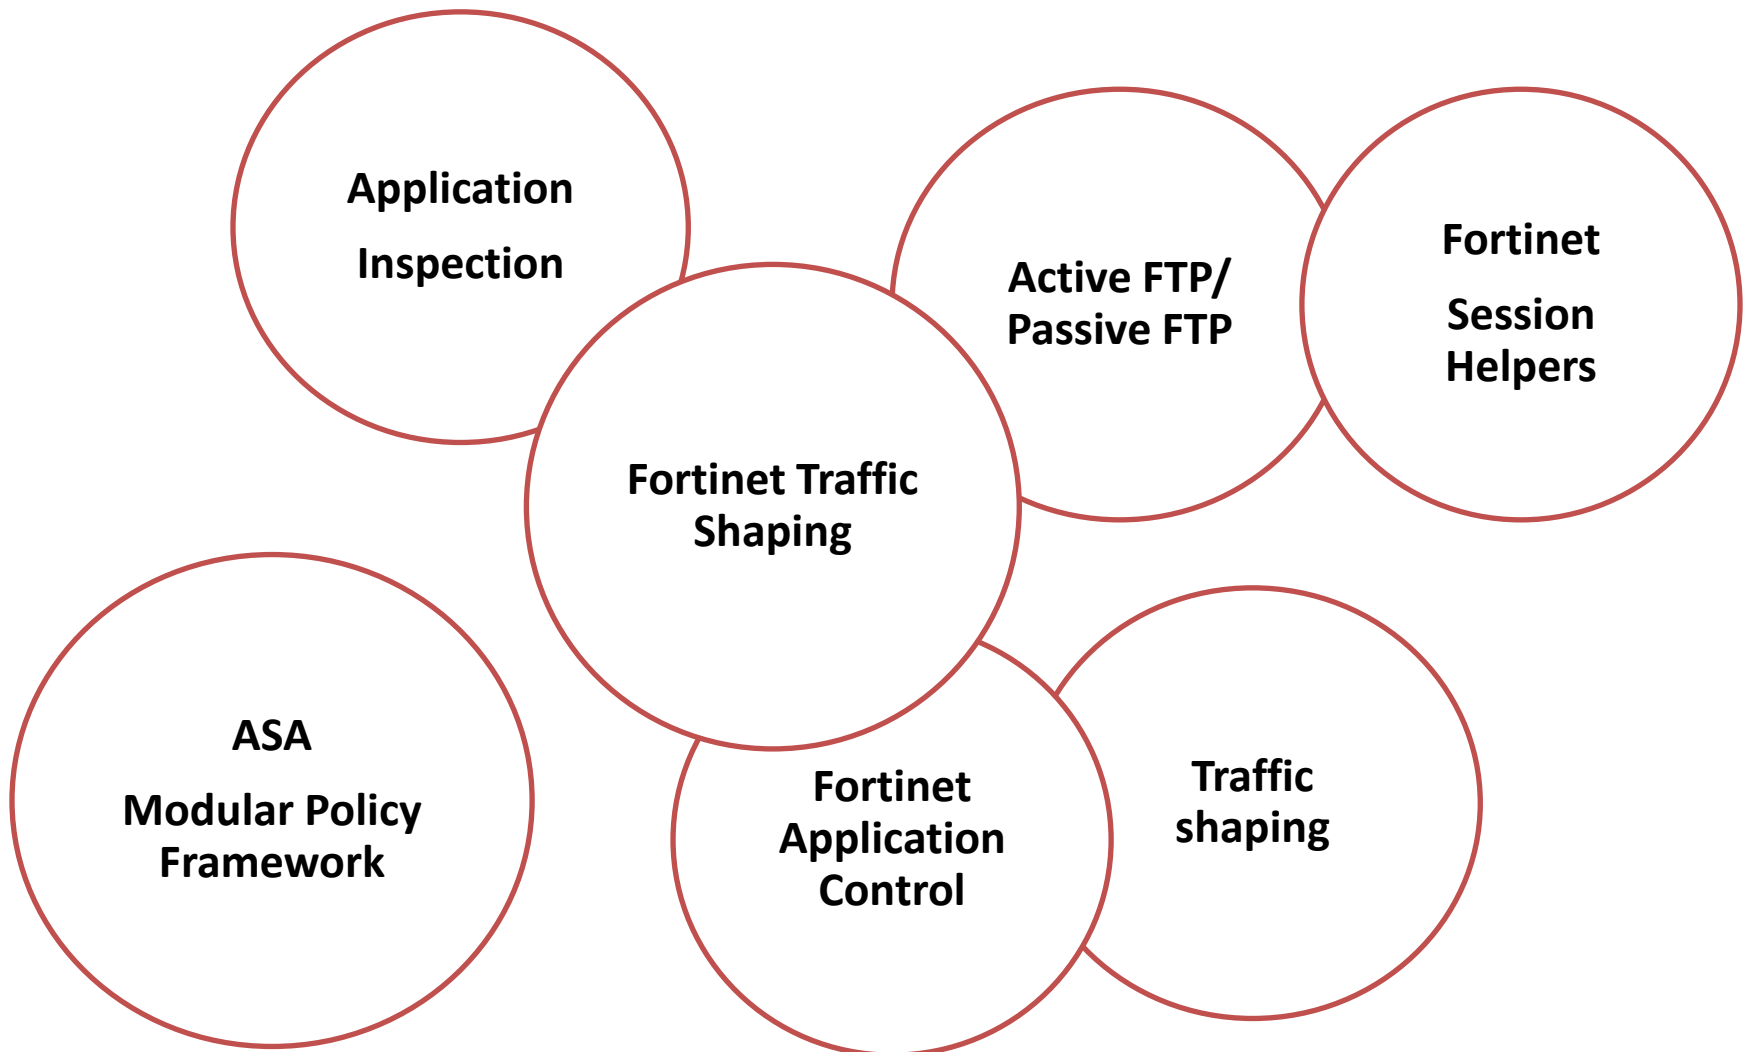 Application
Inspection
Active FTP/
Passive FTP
Fortinet
Session
Helpers
Fortinet Traffic
Shaping
ASA
Modular Policy
Framework
Fortinet
Application
Control
Traffic
shaping